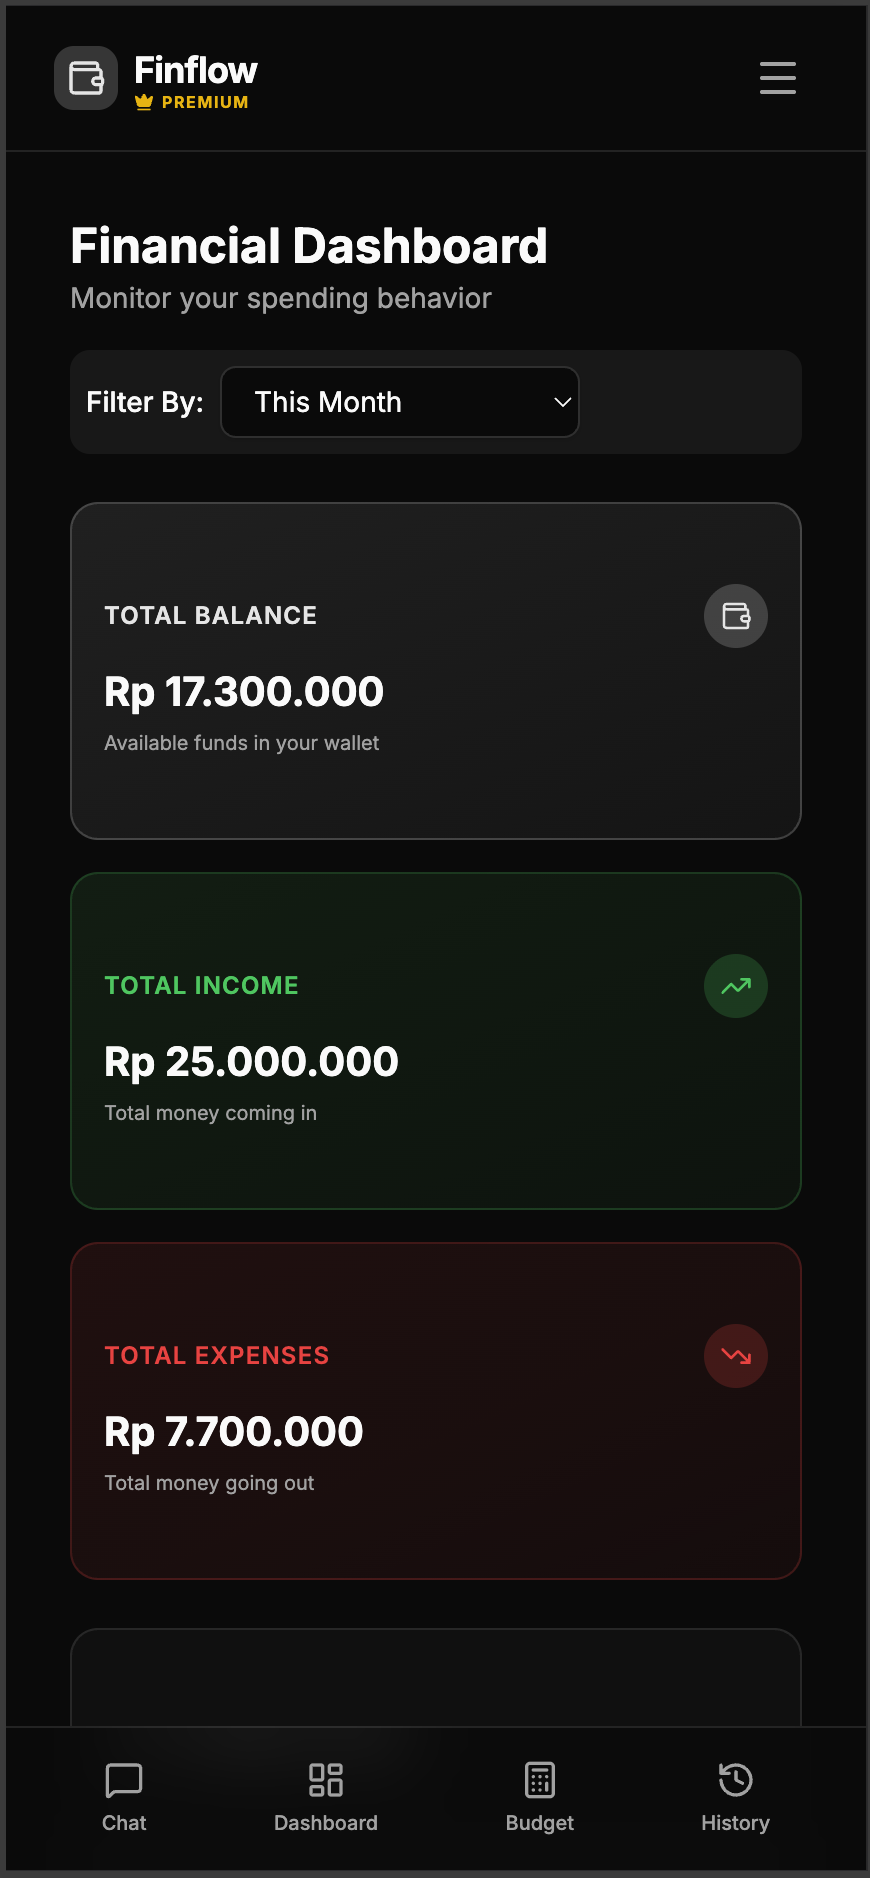 Finflow
PREMIUM
Financial Dashboard
Monitor your spending behavior
Filter By: This Month
TOTAL BALANCE
Rp 17.300.000
Available funds in your wallet
TOTAL INCOME
Rp 25.000.000
Total money coming in
TOTAL EXPENSES
Rp 7.700.000
Total money going out
Chat Dashboard Budget History